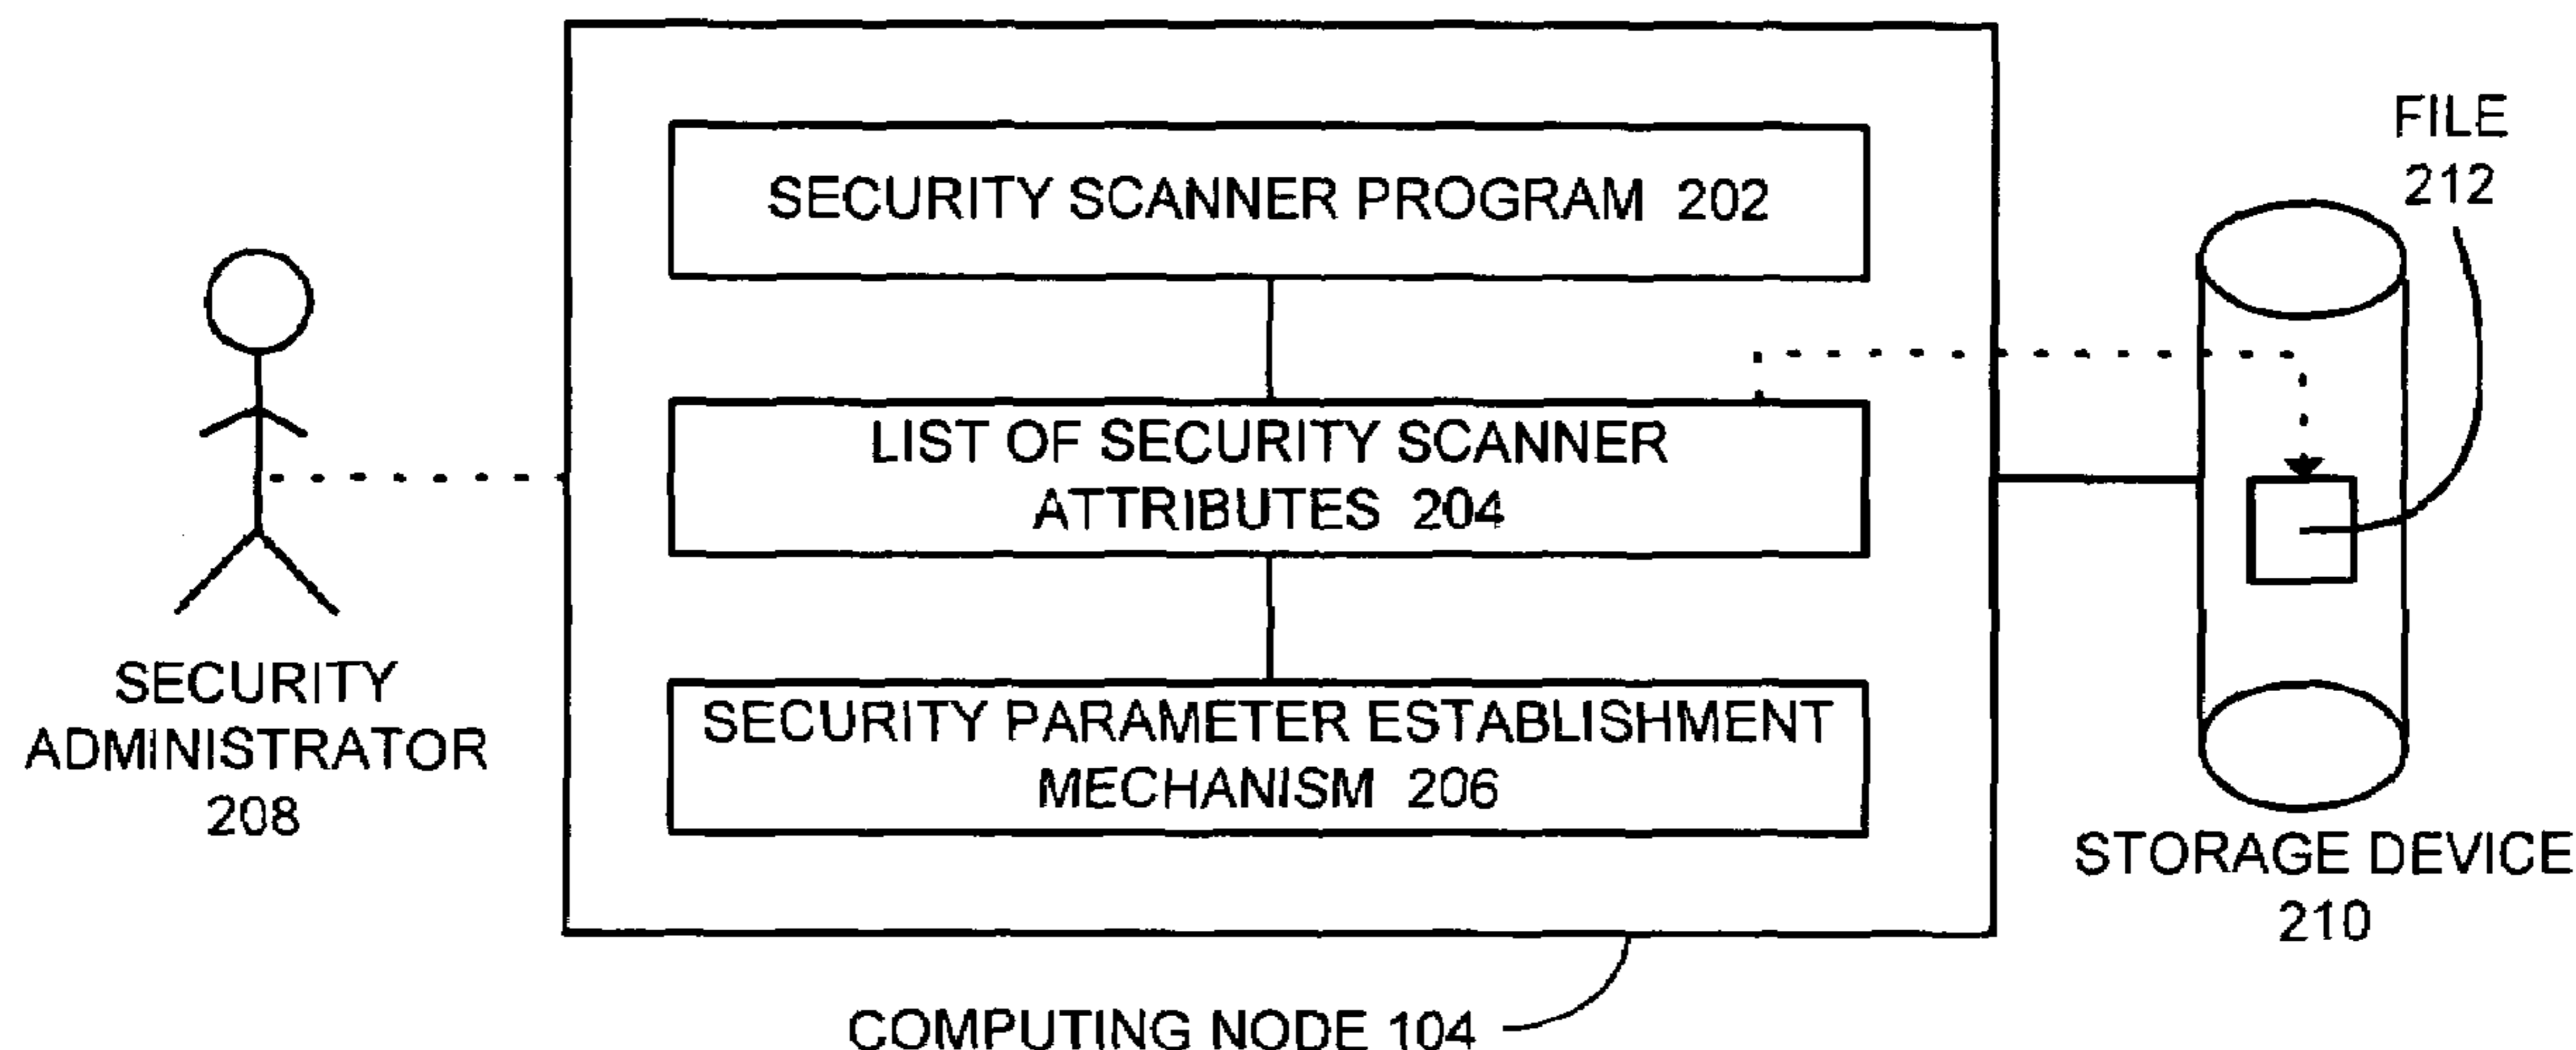 SECURITY SCANNER PROGRAM 202
LIST OF SECURITY SCANNER
ATTRIBUTES 204
SECURITY PARAMETER ESTABLISHMENT
MECHANISM 206
SECURITY
ADMINISTRATOR
208
FILE
212
STORAGE DEVICE
210
COMPUTING NODE 104